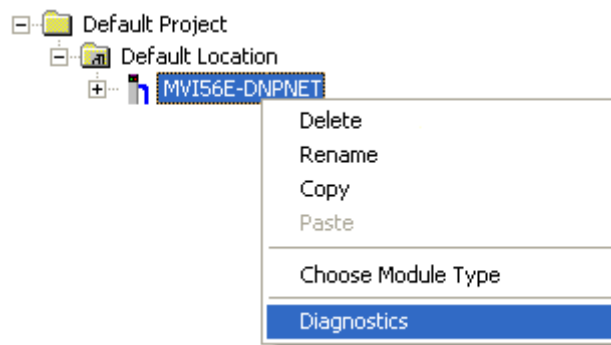 Default Project
Default Location
MVI56E-DNPNET
Delete
Rename
Copy
Paste
Choose Module Type
Diagnostics